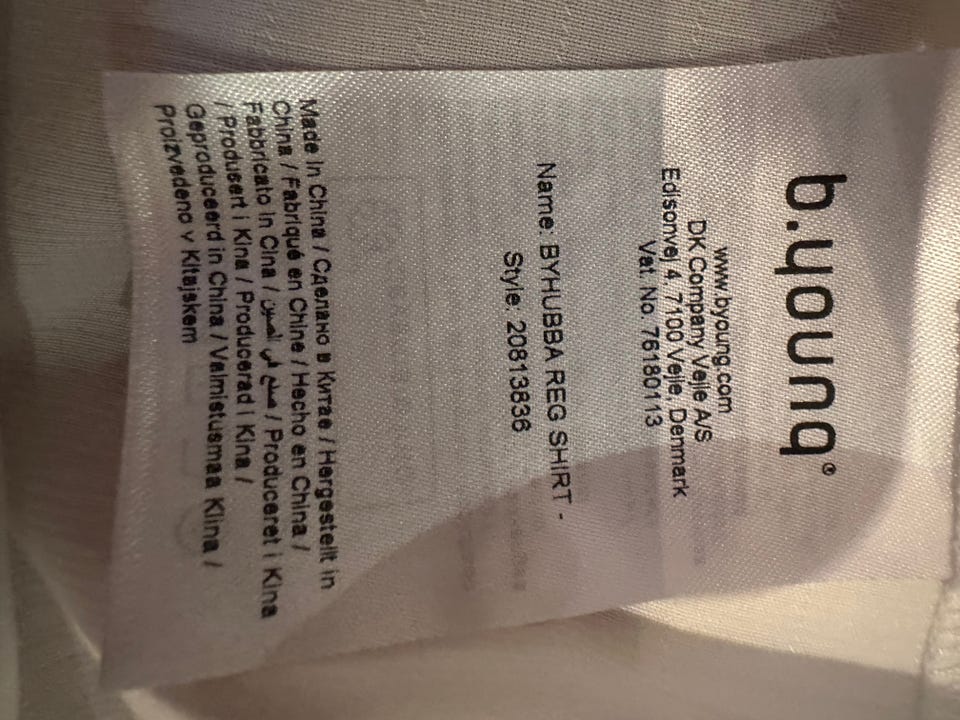 b.young®
www.byoung.com
DK Company Vejle A/S
Edisonvej 4, 7100 Vejle, Denmark
Vat. No. 76180113
Name: BYHUBBA REG SHIRT -
Style: 20813836
Made in China / Сделано в Китае / Hergestellt in
China / Fabriqué en Chine / Hecho en China /
Fabbricato in Cina / صنع في الصين / Produceret i Kina
/ Produsert i Kina / Producerad i Kina /
Geproduceerd in China / Valmistusmaa Kiina /
Proizvedeno v Kitajskem